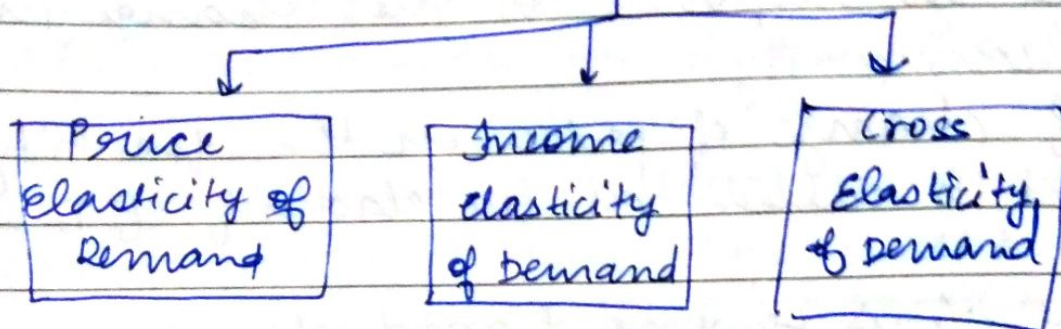 Price
Elasticity of
Demand
Income
elasticity
of Demand
Cross
Elasticity
of Demand